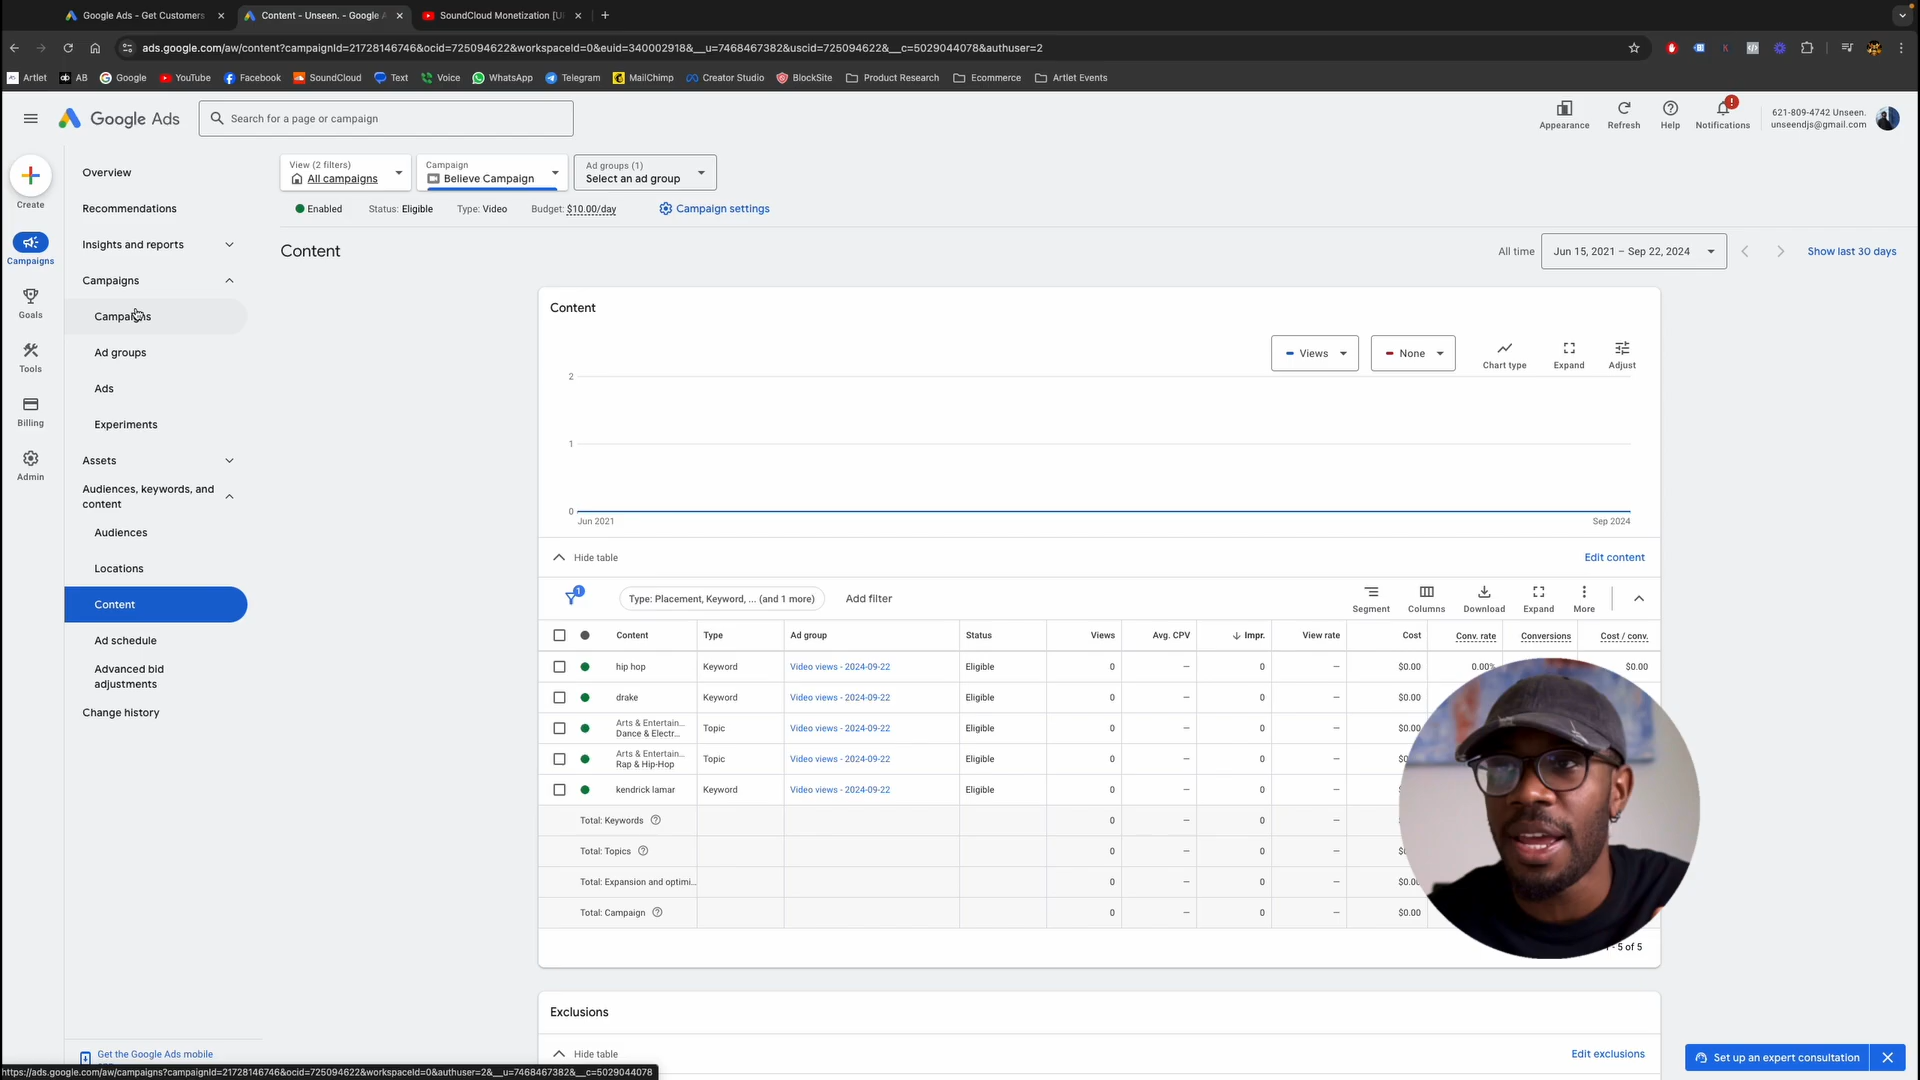 Google Ads - Get Customers
Content - Unseen. - Google A
SoundCloud Monetization [U
ads.google.com/aw/content?campaignId=21728146746&ocid=725094622&workspaceId=0&euid=340002918&__u=7468467382&uscid=725094622&__c=5029044078&authuser=2
Artlet
AB
Google
YouTube
Facebook
SoundCloud
Text
Voice
WhatsApp
Telegram
MailChimp
Creator Studio
BlockSite
Product Research
Ecommerce
Artlet Events
Google Ads
Search for a page or campaign
Appearance
Refresh
Help
Notifications
621-809-4742 Unseen.
unseendjs@gmail.com
Create
Campaigns
Goals
Tools
Billing
Admin
Overview
Recommendations
Insights and reports
Campaigns
Campaigns
Ad groups
Ads
Experiments
Assets
Audiences, keywords, and
content
Audiences
Locations
Content
Ad schedule
Advanced bid
adjustments
Change history
Get the Google Ads mobile
View (2 filters)
All campaigns
Campaign
Believe Campaign
Ad groups (1)
Select an ad group
Enabled Status: Eligible Type: Video Budget: $10.00/day Campaign settings
Content
All time Jun 15, 2021 – Sep 22, 2024 Show last 30 days
Content
Views
None
Chart type
Expand
Adjust
2
1
0
Jun 2021 Sep 2024
Hide table Edit content
1
Type: Placement, Keyword, ... (and 1 more) Add filter
Segment
Columns
Download
Expand
More
Content Type Ad group Status Views Avg. CPV Impr. View rate Cost Conv. rate Conversions Cost / conv.
hip hop Keyword Video views - 2024-09-22 Eligible 0 — 0 — $0.00 0.00% $0.00
drake Keyword Video views - 2024-09-22 Eligible 0 — 0 — $0.00
Arts & Entertain...
Dance & Electr... Topic Video views - 2024-09-22 Eligible 0 — 0 —
Arts & Entertain...
Rap & Hip-Hop Topic Video views - 2024-09-22 Eligible 0 — 0 —
kendrick lamar Keyword Video views - 2024-09-22 Eligible 0 — 0 —
Total: Keywords 0 — 0 —
Total: Topics 0 — 0 —
Total: Expansion and optimi... 0 — 0 —
Total: Campaign 0 — 0 — $0.00
- 5 of 5
Exclusions
Hide table Edit exclusions
Set up an expert consultation
https://ads.google.com/aw/campaigns?campaignId=21728146746&ocid=725094622&workspaceId=0&authuser=2&__u=7468467382&__c=5029044078